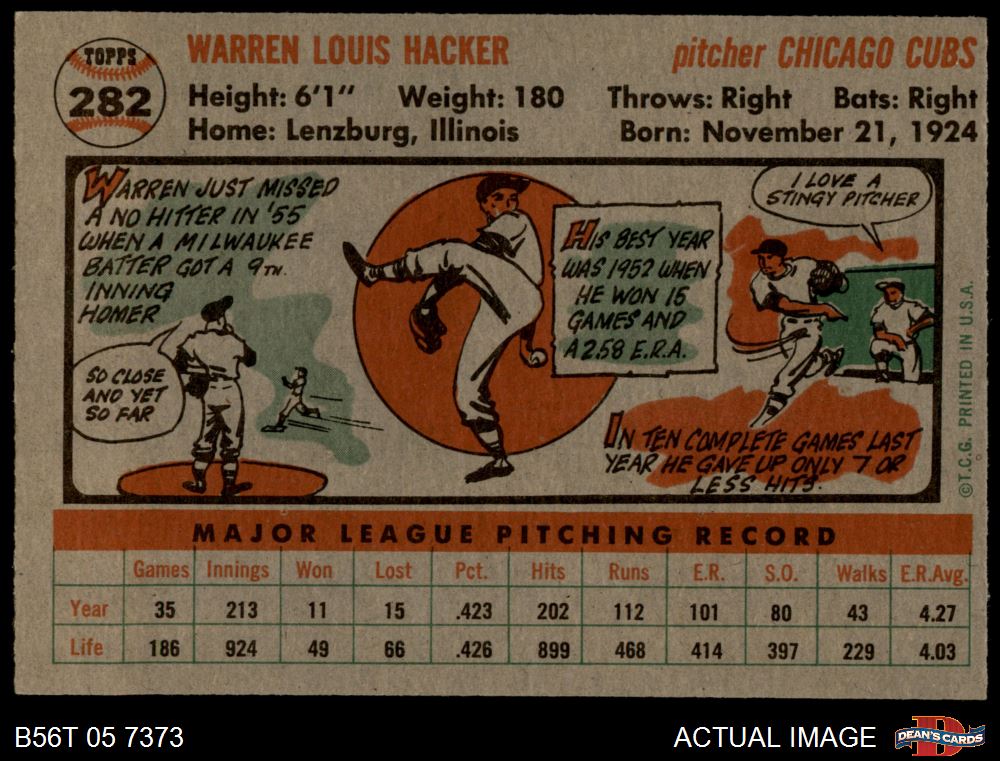 TOPPS
282
WARREN LOUIS HACKER
pitcher CHICAGO CUBS
Height: 6'1" Weight: 180 Throws: Right Bats: Right
Home: Lenzburg, Illinois Born: November 21, 1924
WARREN JUST MISSED
A NO HITTER IN '55
WHEN A MILWAUKEE
BATTER GOT A 9TH.
INNING
HOMER
SO CLOSE
AND YET
SO FAR
HIS BEST YEAR
WAS 1952 WHEN
HE WON 15
GAMES AND
A 2.58 E.R.A.
I LOVE A
STINGY PITCHER
IN TEN COMPLETE GAMES LAST
YEAR HE GAVE UP ONLY 7 OR
LESS HITS.
©T.C.G. PRINTED IN U.S.A.
MAJOR LEAGUE PITCHING RECORD
Games Innings Won Lost Pct. Hits Runs E.R. S.O. Walks E.R.Avg.
Year 35 213 11 15 .423 202 112 101 80 43 4.27
Life 186 924 49 66 .426 899 468 414 397 229 4.03
B56T 05 7373
ACTUAL IMAGE
DEAN'S CARDS